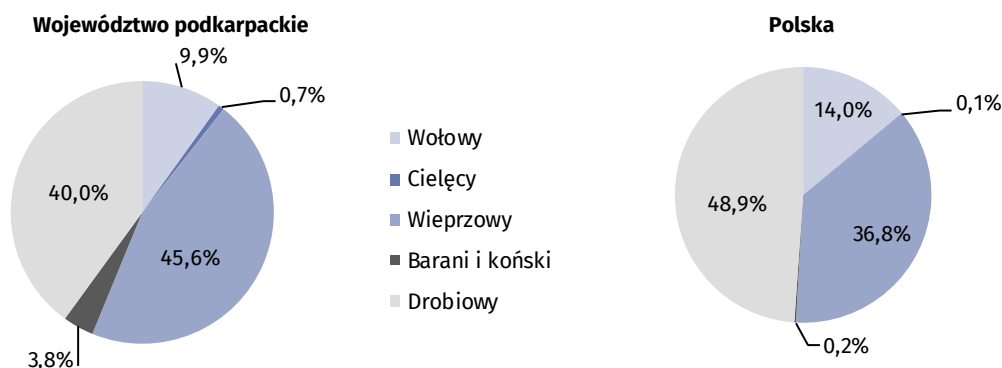 Województwo podkarpackie
9,9%
0,7%
40,0%
45,6%
3,8%
Wołowy
Cielęcy
Wieprzowy
Barani i koński
Drobiowy
Polska
14,0%
0,1%
48,9%
36,8%
0,2%